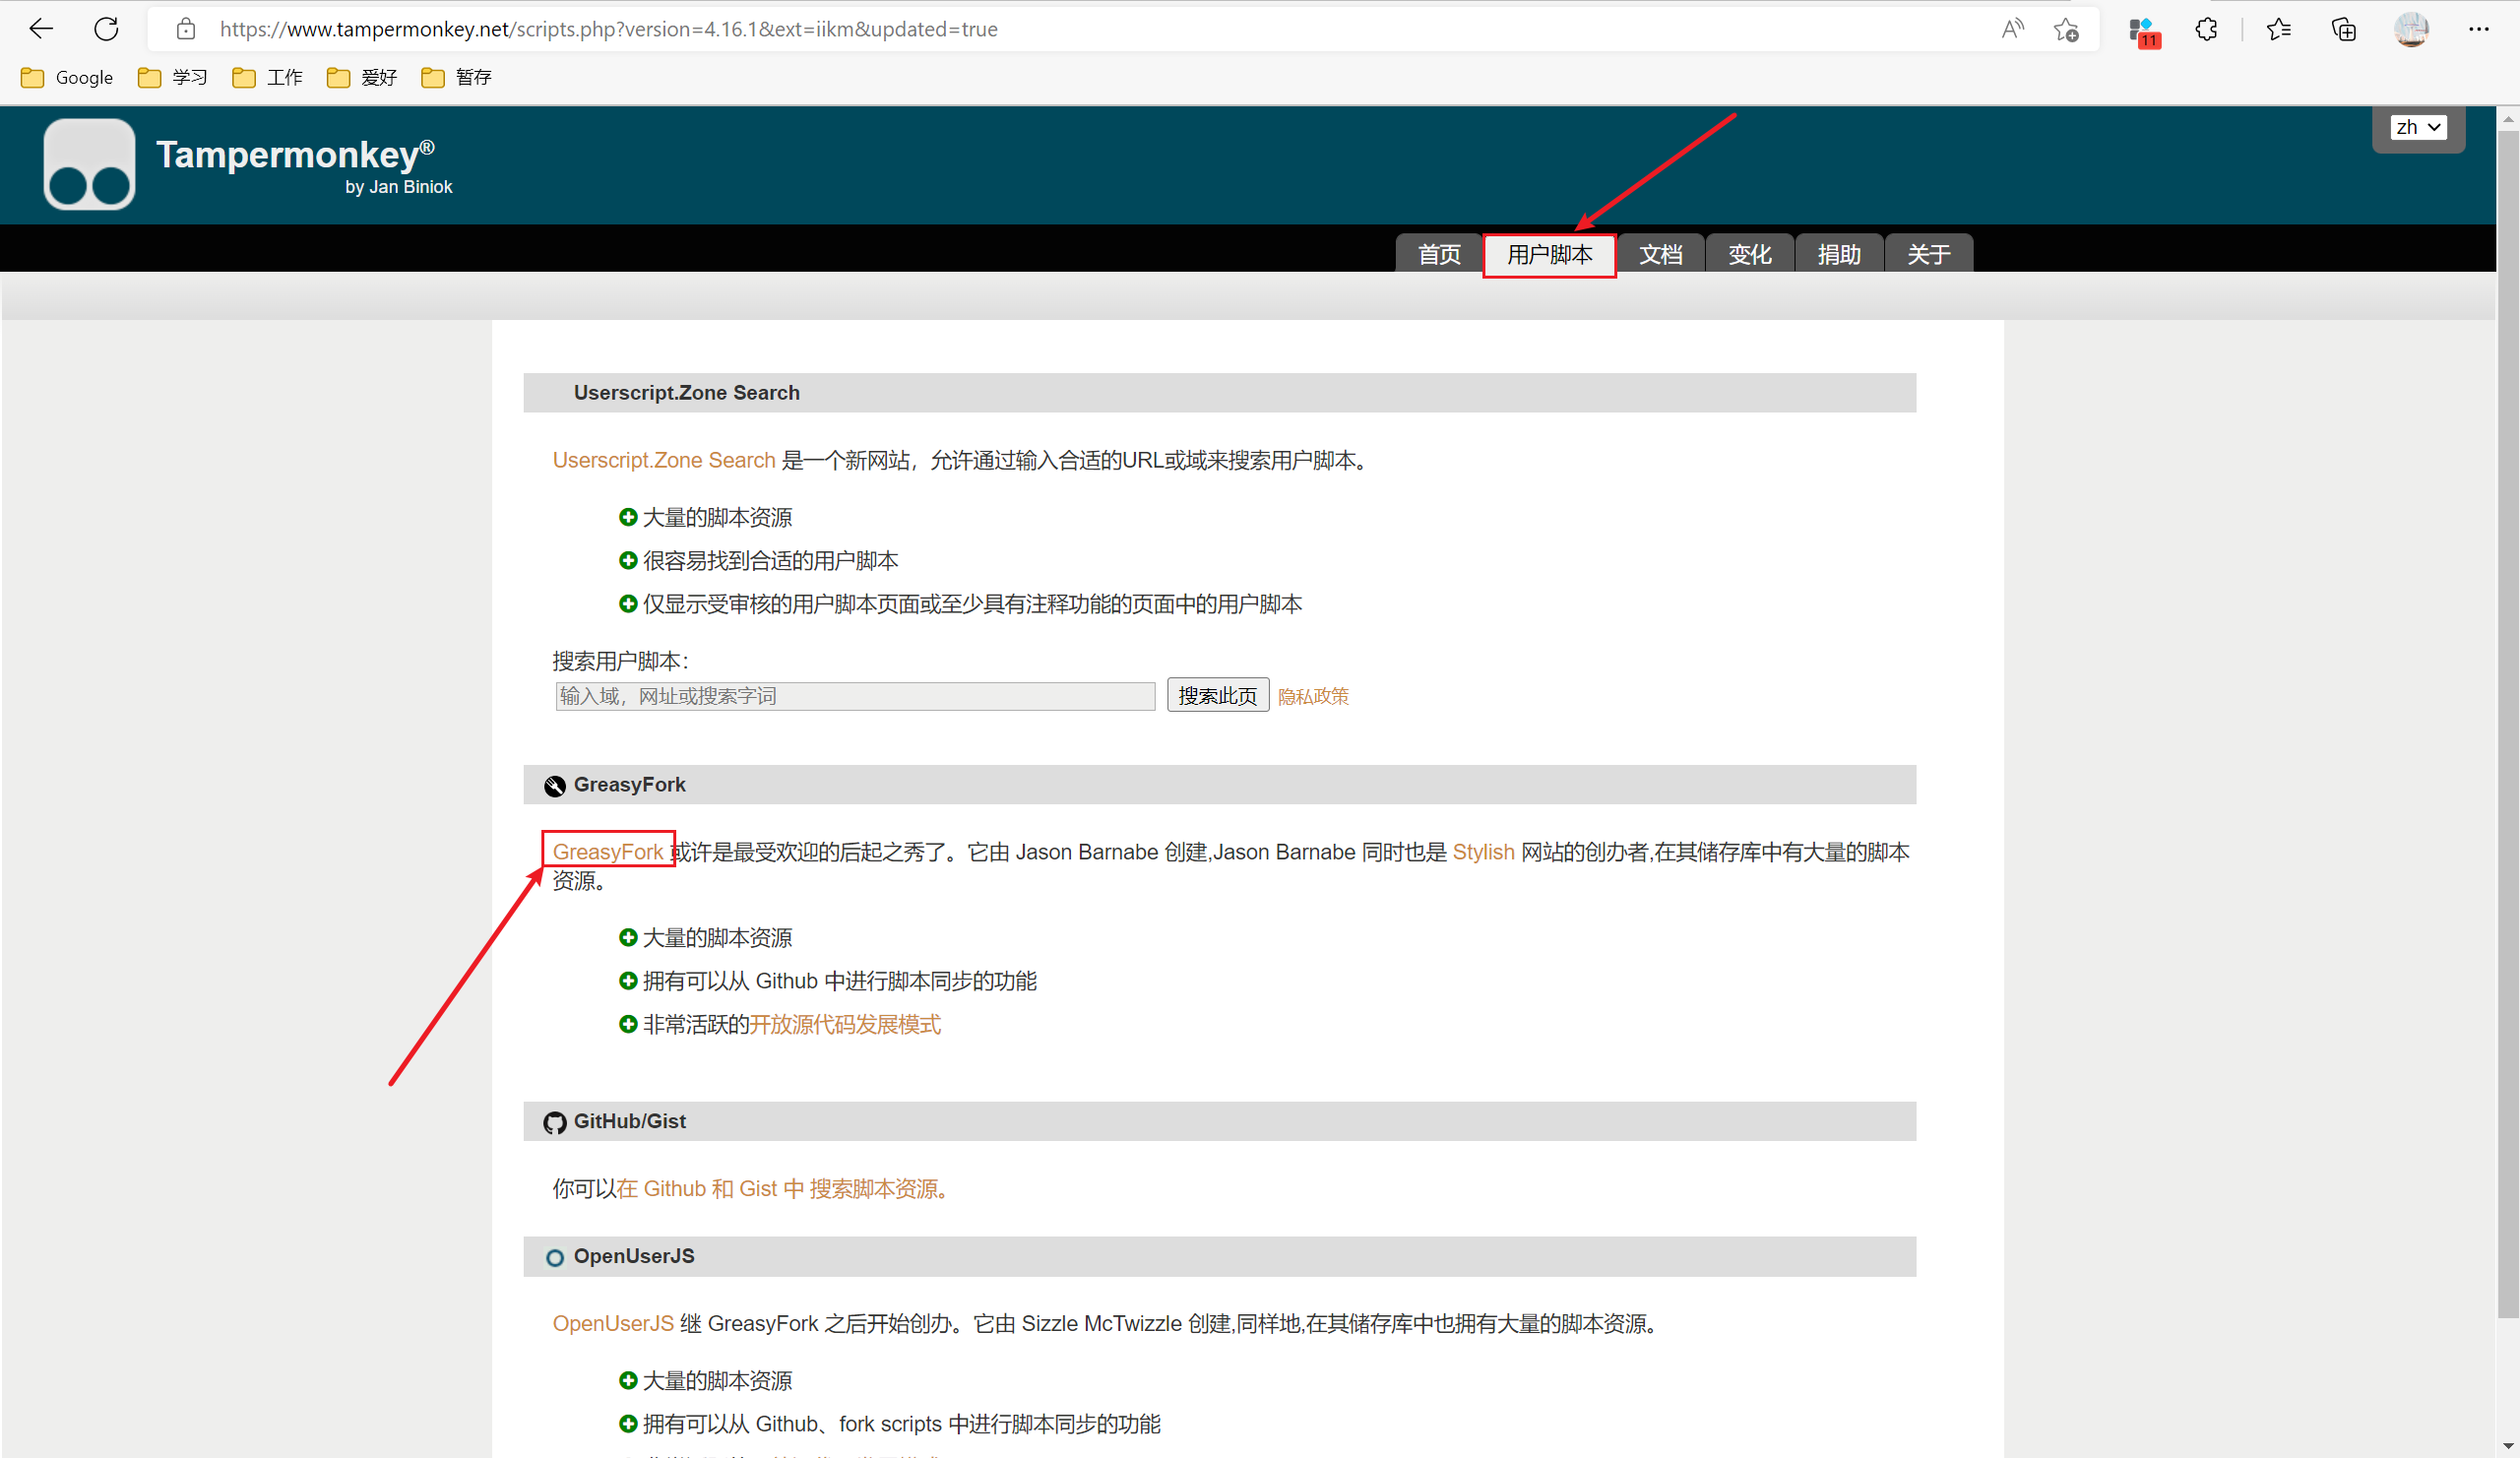 https://www.tampermonkey.net/scripts.php?version=4.16.1&ext=iikm&updated=true
11
Google 学习 工作 爱好 暂存
Tampermonkey®
by Jan Biniok
zh
首页 用户脚本 文档 变化 捐助 关于
Userscript.Zone Search
Userscript.Zone Search 是一个新网站，允许通过输入合适的URL或域来搜索用户脚本。
大量的脚本资源
很容易找到合适的用户脚本
仅显示受审核的用户脚本页面或至少具有注释功能的页面中的用户脚本
搜索用户脚本：
输入域，网址或搜索字词 搜索此页 隐私政策
GreasyFork
GreasyFork 或许是最受欢迎的后起之秀了。它由 Jason Barnabe 创建,Jason Barnabe 同时也是 Stylish 网站的创办者,在其储存库中有大量的脚本
资源。
大量的脚本资源
拥有可以从 Github 中进行脚本同步的功能
非常活跃的开放源代码发展模式
GitHub/Gist
你可以在 Github 和 Gist 中 搜索脚本资源。
OpenUserJS
OpenUserJS 继 GreasyFork 之后开始创办。它由 Sizzle McTwizzle 创建,同样地,在其储存库中也拥有大量的脚本资源。
大量的脚本资源
拥有可以从 Github、fork scripts 中进行脚本同步的功能